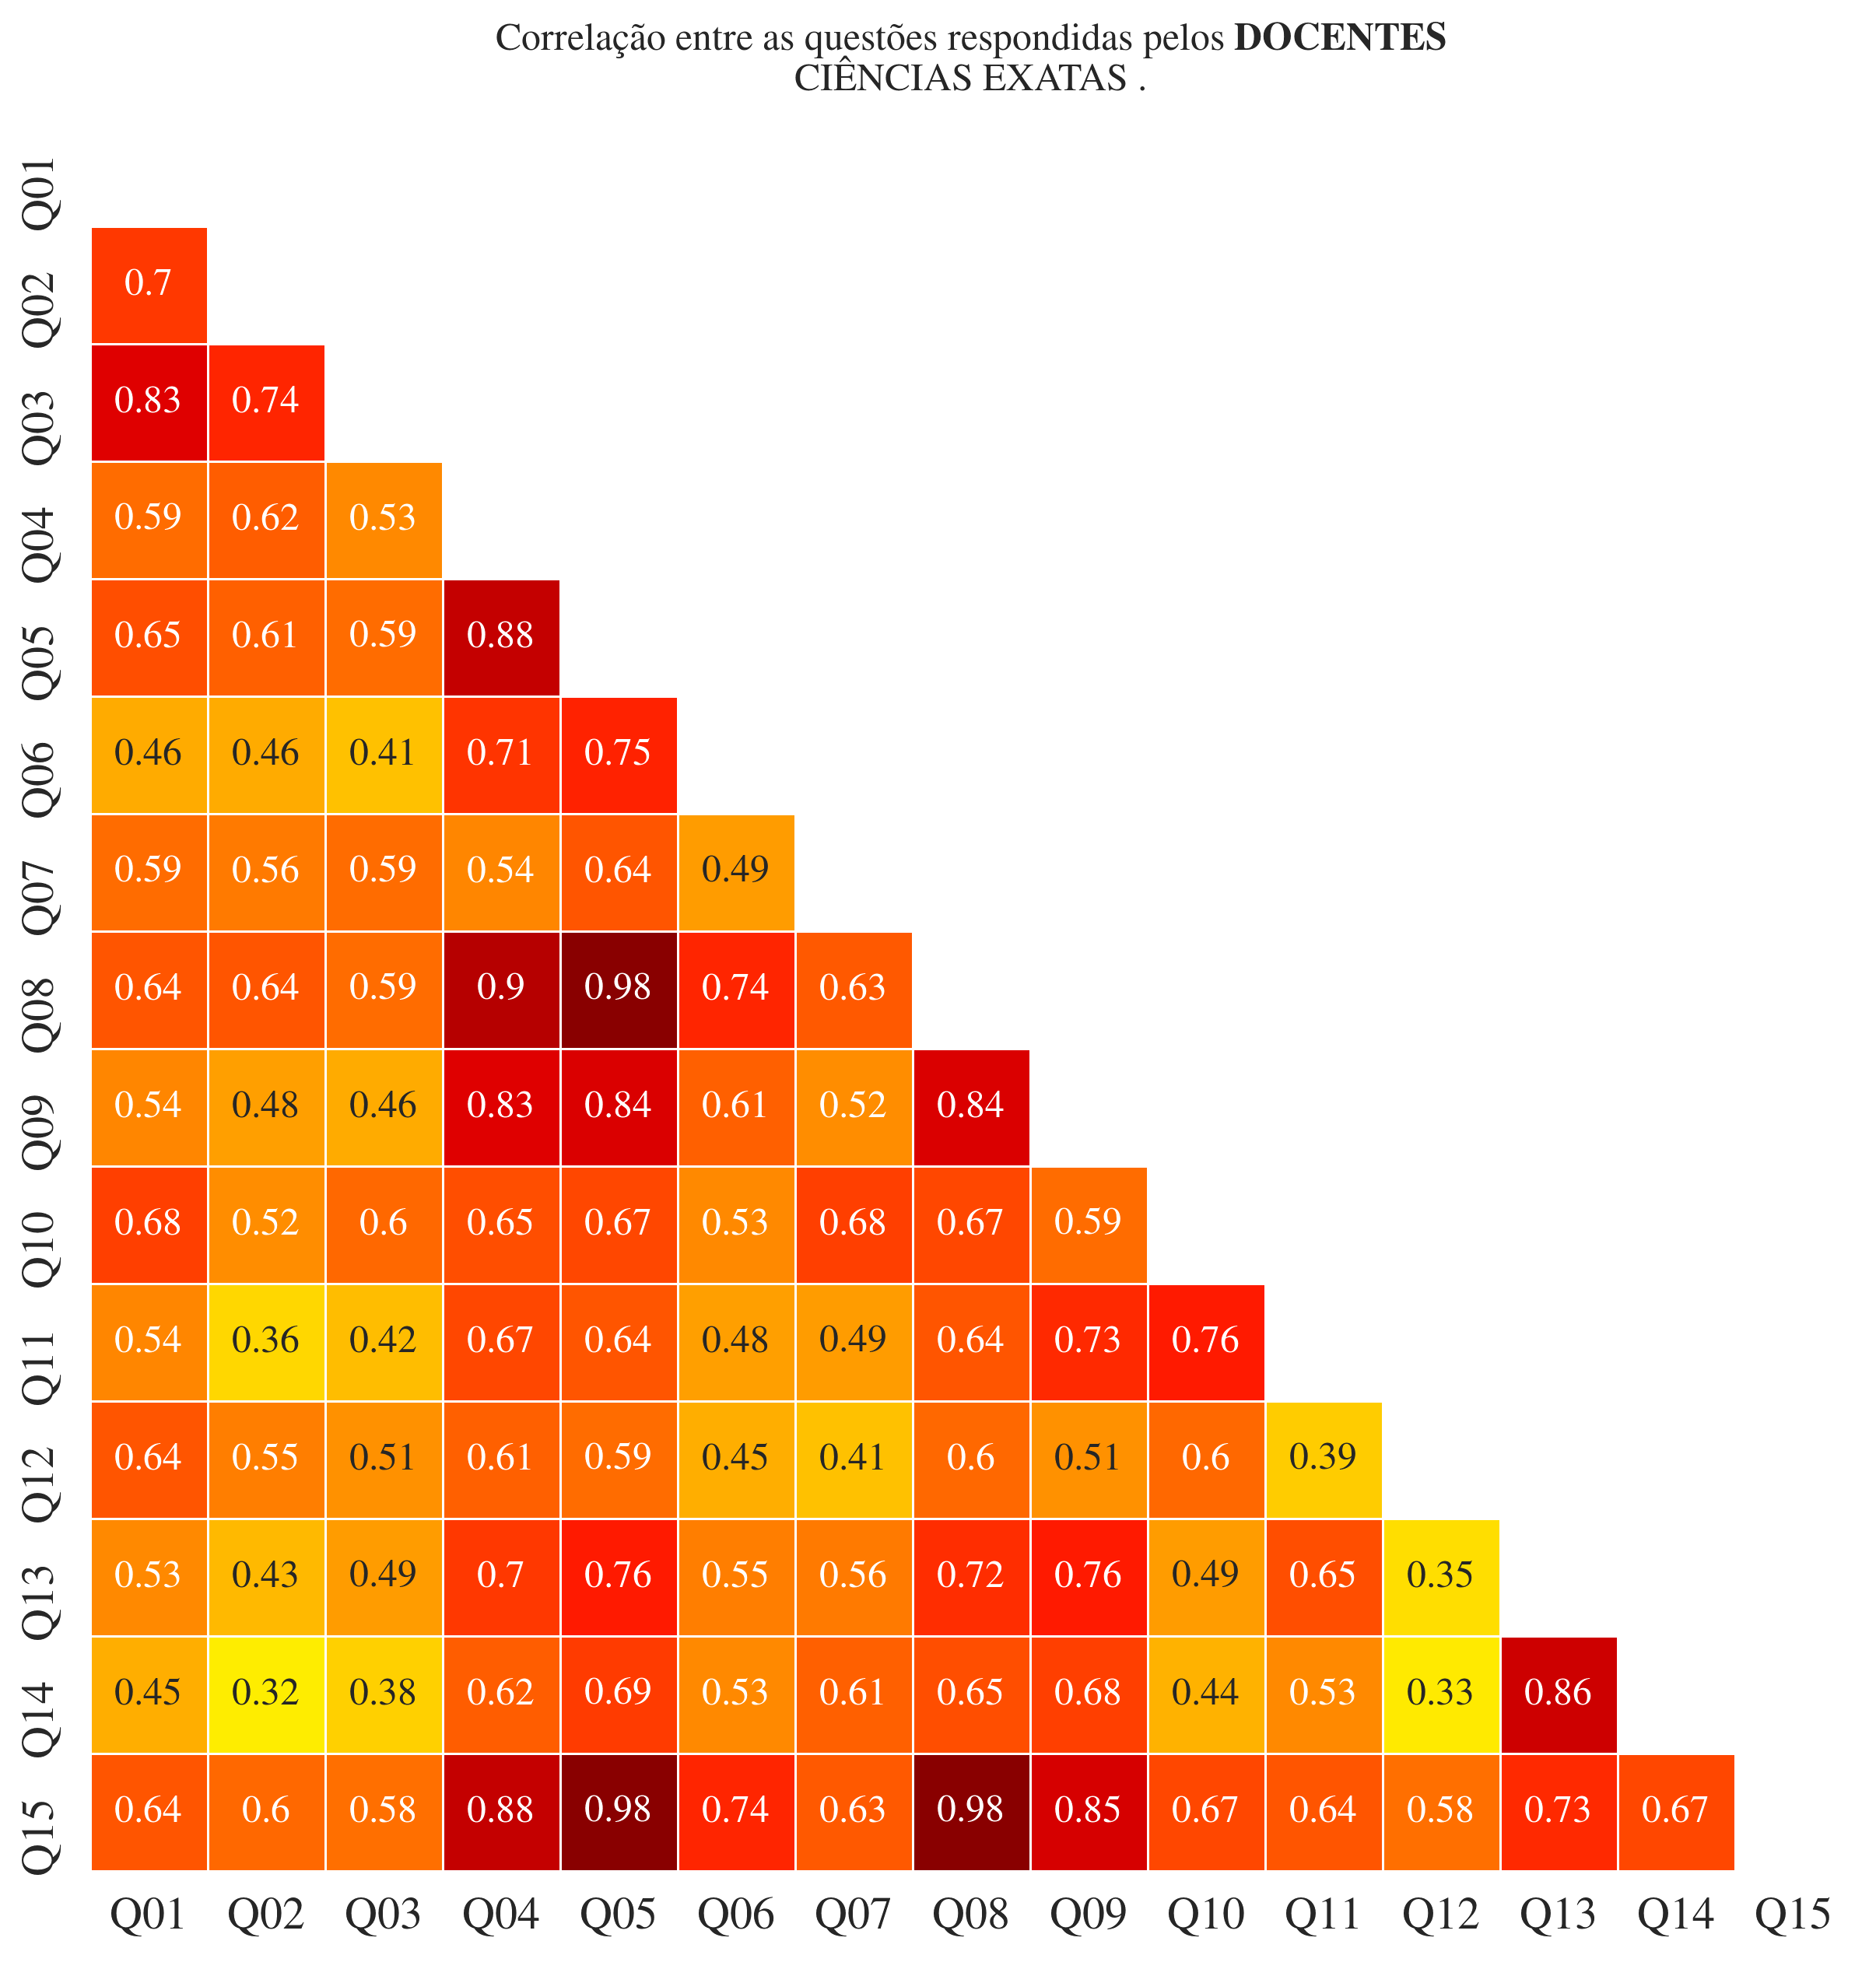 Correlação entre as questões respondidas pelos DOCENTES
CIÊNCIAS EXATAS .
Q01
Q02 0.7
Q03 0.83 0.74
Q04 0.59 0.62 0.53
Q05 0.65 0.61 0.59 0.88
Q06 0.46 0.46 0.41 0.71 0.75
Q07 0.59 0.56 0.59 0.54 0.64 0.49
Q08 0.64 0.64 0.59 0.9 0.98 0.74 0.63
Q09 0.54 0.48 0.46 0.83 0.84 0.61 0.52 0.84
Q10 0.68 0.52 0.6 0.65 0.67 0.53 0.68 0.67 0.59
Q11 0.54 0.36 0.42 0.67 0.64 0.48 0.49 0.64 0.73 0.76
Q12 0.64 0.55 0.51 0.61 0.59 0.45 0.41 0.6 0.51 0.6 0.39
Q13 0.53 0.43 0.49 0.7 0.76 0.55 0.56 0.72 0.76 0.49 0.65 0.35
Q14 0.45 0.32 0.38 0.62 0.69 0.53 0.61 0.65 0.68 0.44 0.53 0.33 0.86
Q15 0.64 0.6 0.58 0.88 0.98 0.74 0.63 0.98 0.85 0.67 0.64 0.58 0.73 0.67
Q01 Q02 Q03 Q04 Q05 Q06 Q07 Q08 Q09 Q10 Q11 Q12 Q13 Q14 Q15